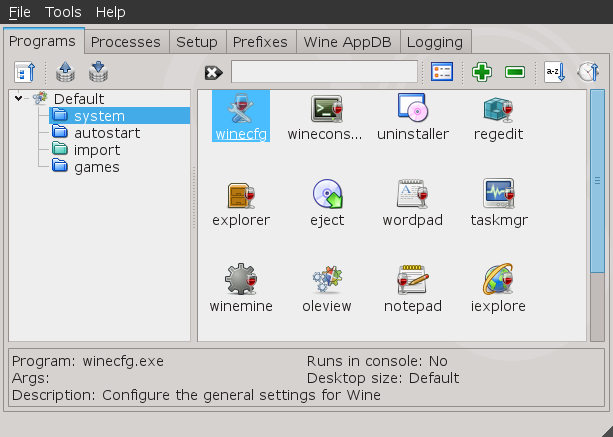 File Tools Help
Programs Processes Setup Prefixes Wine AppDB Logging
a-z
Default
system
autostart
import
games
winecfg winecons... uninstaller regedit
explorer eject wordpad taskmgr
winemine oleview notepad iexplore
Program: winecfg.exe Runs in console: No
Args: Desktop size: Default
Description: Configure the general settings for Wine